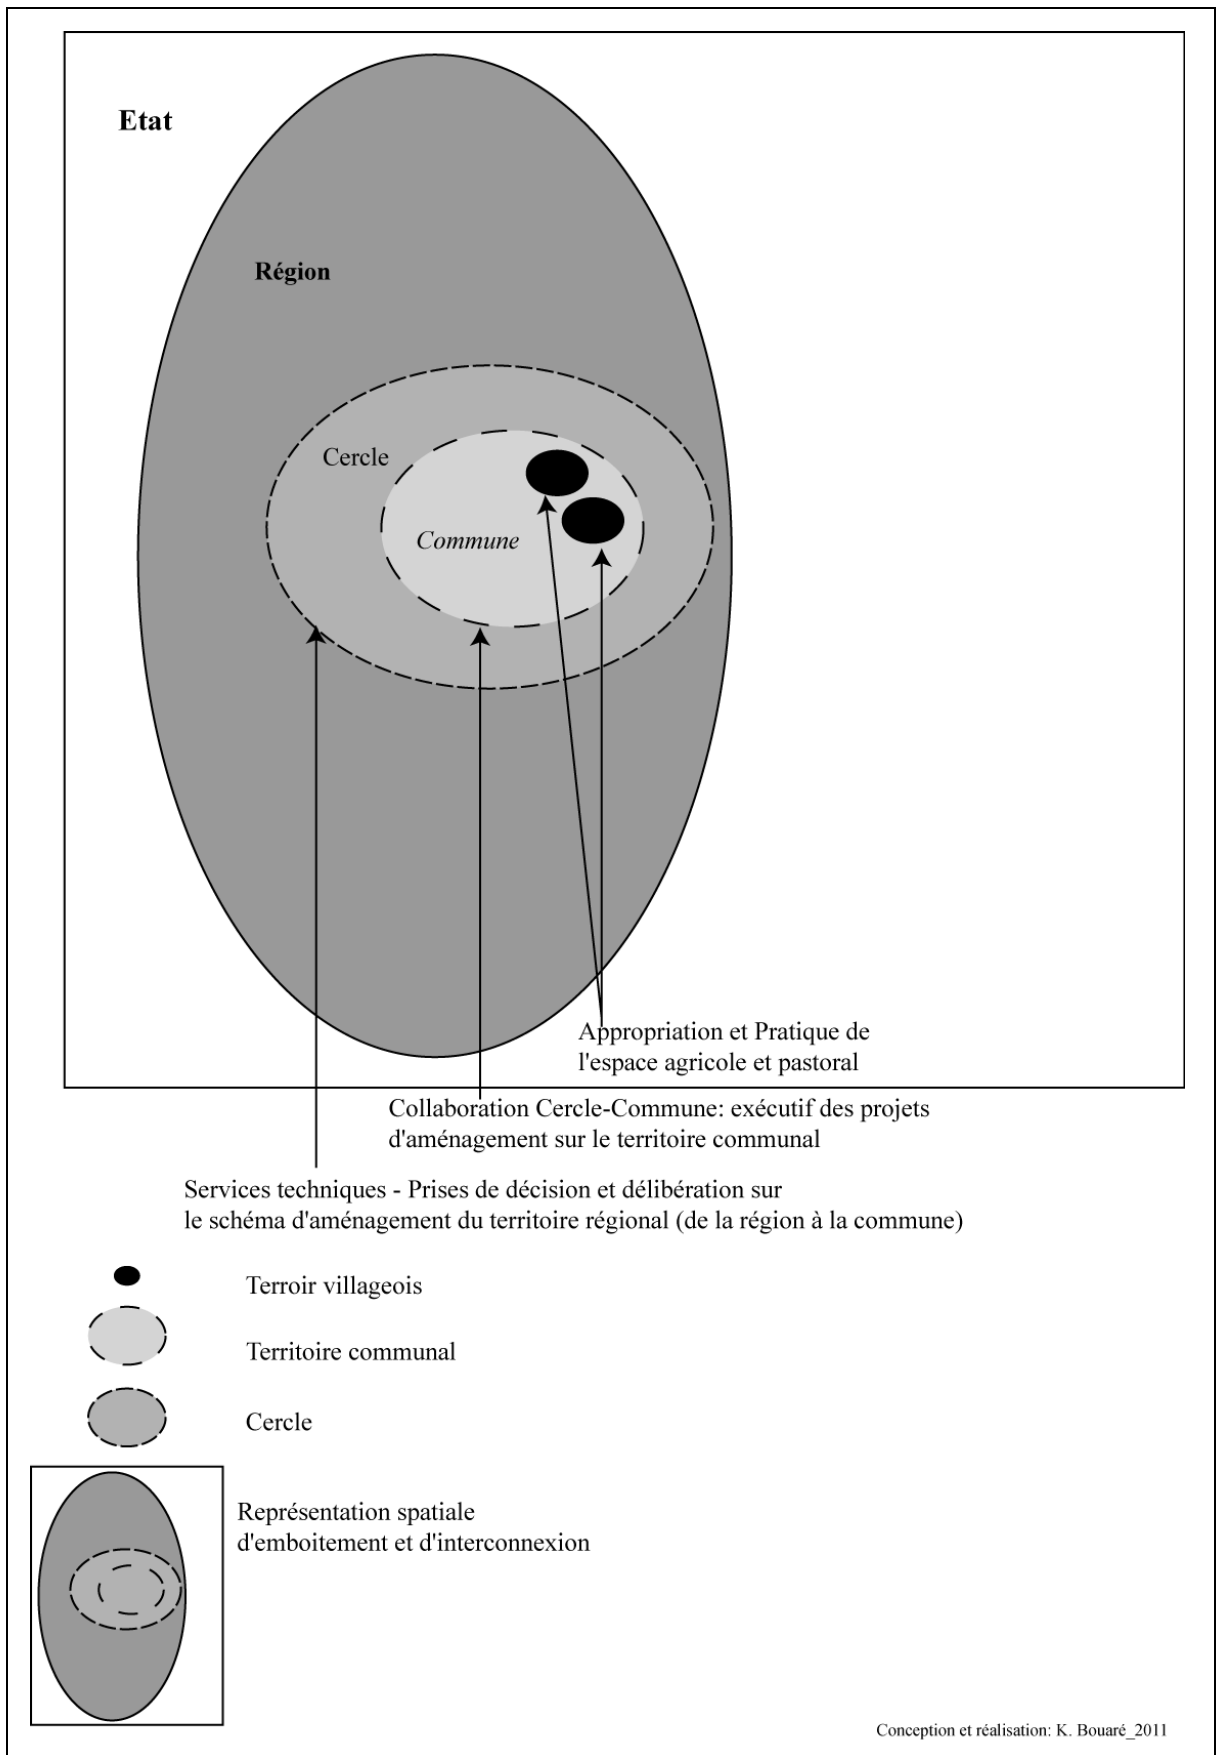 Etat
Région
Cercle
Commune
Appropriation et Pratique de
l'espace agricole et pastoral
Collaboration Cercle-Commune: exécutif des projets
d'aménagement sur le territoire communal
Services techniques - Prises de décision et délibération sur
le schéma d'aménagement du territoire régional (de la région à la commune)
Terroir villageois
Territoire communal
Cercle
Représentation spatiale
d'emboitement et d'interconnexion
Conception et réalisation: K. Bouaré_2011